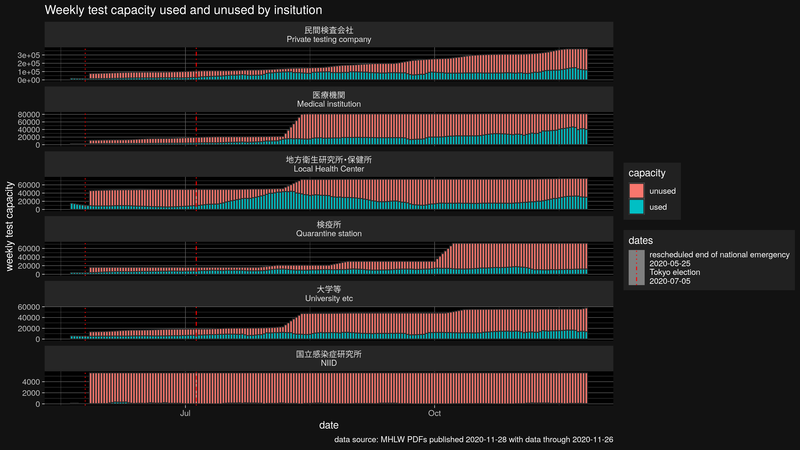 Weekly test capacity used and unused by insitution
民間検査会社
Private testing company
3e+05
2e+05
1e+05
0e+00
医療機関
Medical institution
80000
60000
40000
20000
0
地方衛生研究所・保健所
Local Health Center
60000
40000
20000
0
検疫所
Quarantine station
60000
40000
20000
0
大学等
University etc
60000
40000
20000
0
国立感染症研究所
NIID
4000
2000
0
Jul
Oct
date
weekly test capacity
capacity
unused
used
dates
rescheduled end of national emergency
2020-05-25
Tokyo election
2020-07-05
data source: MHLW PDFs published 2020-11-28 with data through 2020-11-26